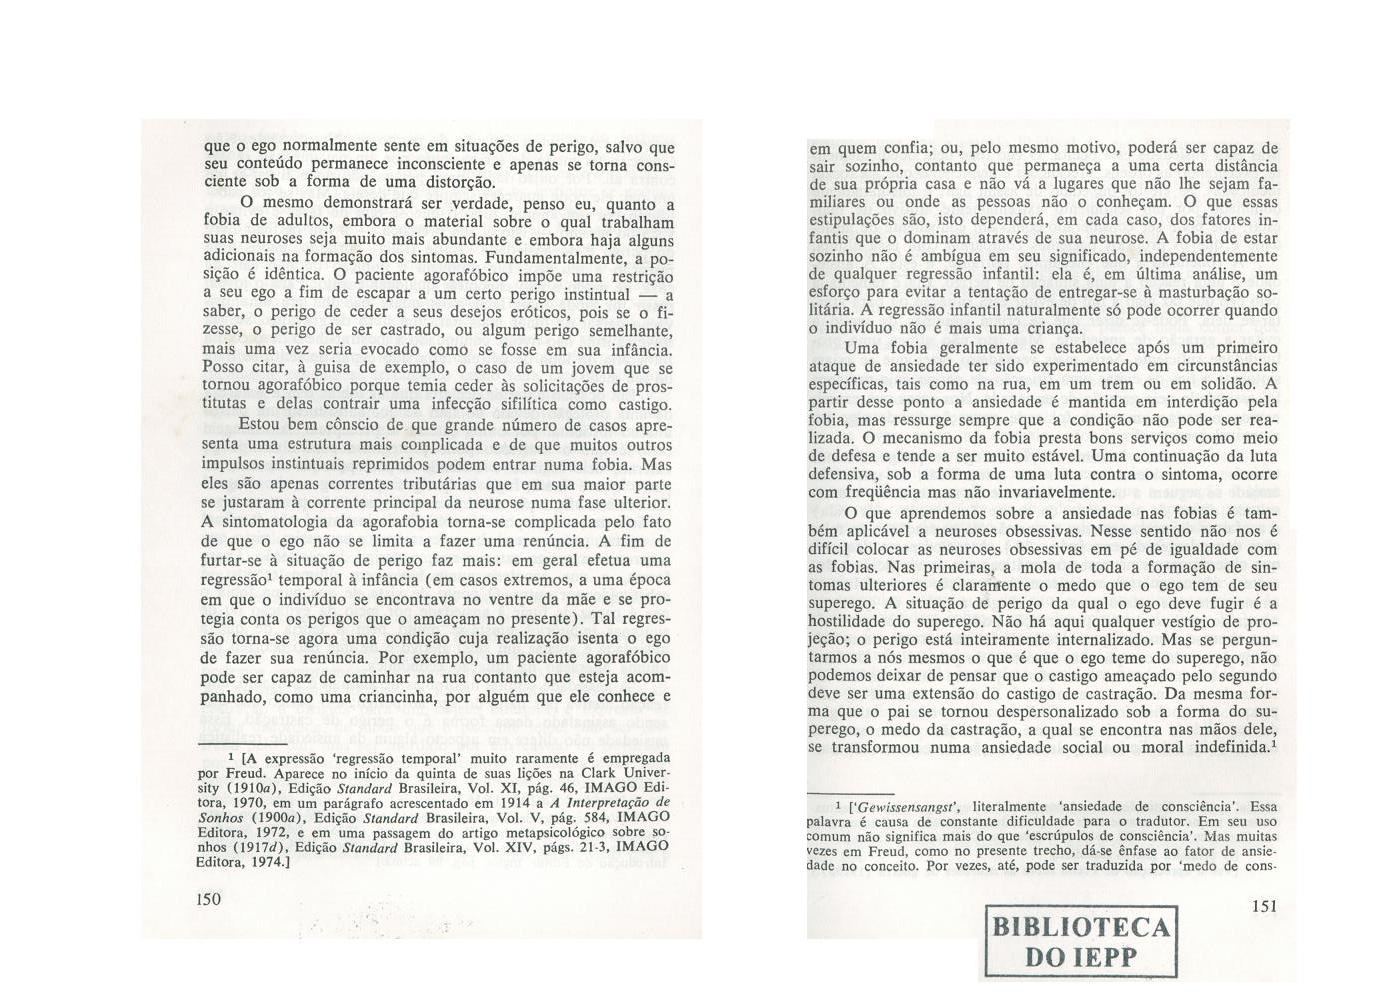 que o ego normalmente sente em situações de perigo, salvo que
seu conteúdo permanece inconsciente e apenas se torna cons-
ciente sob a forma de uma distorção.
O mesmo demonstrará ser verdade, penso eu, quanto a
fobia de adultos, embora o material sobre o qual trabalham
suas neuroses seja muito mais abundante e embora haja alguns
adicionais na formação dos sintomas. Fundamentalmente, a po-
sição é idêntica. O paciente agorafóbico impõe uma restrição
a seu ego a fim de escapar a um certo perigo instintual — a
saber, o perigo de ceder a seus desejos eróticos, pois se o fi-
zesse, o perigo de ser castrado, ou algum perigo semelhante,
mais uma vez seria evocado como se fosse em sua infância.
Posso citar, à guisa de exemplo, o caso de um jovem que se
tornou agorafóbico porque temia ceder às solicitações de pros-
titutas e delas contrair uma infecção sifilítica como castigo.
Estou bem cônscio de que grande número de casos apre-
senta uma estrutura mais complicada e de que muitos outros
impulsos instintuais reprimidos podem entrar numa fobia. Mas
eles são apenas correntes tributárias que em sua maior parte
se justaram à corrente principal da neurose numa fase ulterior.
A sintomatologia da agorafobia torna-se complicada pelo fato
de que o ego não se limita a fazer uma renúncia. A fim de
furtar-se à situação de perigo faz mais: em geral efetua uma
regressão¹ temporal à infância (em casos extremos, a uma época
em que o indivíduo se encontrava no ventre da mãe e se pro-
tegia conta os perigos que o ameaçam no presente). Tal regres-
são torna-se agora uma condição cuja realização isenta o ego
de fazer sua renúncia. Por exemplo, um paciente agorafóbico
pode ser capaz de caminhar na rua contanto que esteja acom-
panhado, como uma criancinha, por alguém que ele conhece e
¹ [A expressão ‘regressão temporal’ muito raramente é empregada
por Freud. Aparece no início da quinta de suas lições na Clark Univer-
sity (1910a), Edição Standard Brasileira, Vol. XI, pág. 46, IMAGO Edi-
tora, 1970, em um parágrafo acrescentado em 1914 a A Interpretação de
Sonhos (1900a), Edição Standard Brasileira, Vol. V, pág. 584, IMAGO
Editora, 1972, e em uma passagem do artigo metapsicológico sobre so-
nhos (1917d), Edição Standard Brasileira, Vol. XIV, págs. 21-3, IMAGO
Editora, 1974.]
150
em quem confia; ou, pelo mesmo motivo, poderá ser capaz de
sair sozinho, contanto que permaneça a uma certa distância
de sua própria casa e não vá a lugares que não lhe sejam fa-
miliares ou onde as pessoas não o conheçam. O que essas
estipulações são, isto dependerá, em cada caso, dos fatores in-
fantis que o dominam através de sua neurose. A fobia de estar
sozinho não é ambígua em seu significado, independentemente
de qualquer regressão infantil: ela é, em última análise, um
esforço para evitar a tentação de entregar-se à masturbação so-
litária. A regressão infantil naturalmente só pode ocorrer quando
o indivíduo não é mais uma criança.
Uma fobia geralmente se estabelece após um primeiro
ataque de ansiedade ter sido experimentado em circunstâncias
específicas, tais como na rua, em um trem ou em solidão. A
partir desse ponto a ansiedade é mantida em interdição pela
fobia, mas ressurge sempre que a condição não pode ser rea-
lizada. O mecanismo da fobia presta bons serviços como meio
de defesa e tende a ser muito estável. Uma continuação da luta
defensiva, sob a forma de uma luta contra o sintoma, ocorre
com freqüência mas não invariavelmente.
O que aprendemos sobre a ansiedade nas fobias é tam-
bém aplicável a neuroses obsessivas. Nesse sentido não nos é
difícil colocar as neuroses obsessivas em pé de igualdade com
as fobias. Nas primeiras, a mola de toda a formação de sin-
tomas ulteriores é claramente o medo que o ego tem de seu
superego. A situação de perigo da qual o ego deve fugir é a
hostilidade do superego. Não há aqui qualquer vestígio de pro-
jeção; o perigo está inteiramente internalizado. Mas se pergun-
tarmos a nós mesmos o que é que o ego teme do superego, não
podemos deixar de pensar que o castigo ameaçado pelo segundo
deve ser uma extensão do castigo de castração. Da mesma for-
ma que o pai se tornou despersonalizado sob a forma do su-
perego, o medo da castração, a qual se encontra nas mãos dele,
se transformou numa ansiedade social ou moral indefinida.¹
¹ [‘Gewissensangst’, literalmente ‘ansiedade de consciência’. Essa
palavra é causa de constante dificuldade para o tradutor. Em seu uso
comum não significa mais do que ‘escrúpulos de consciência’. Mas muitas
vezes em Freud, como no presente trecho, dá-se ênfase ao fator de ansie-
dade no conceito. Por vezes, até, pode ser traduzida por ‘medo de cons-
151
BIBLIOTECA
DO IEPP